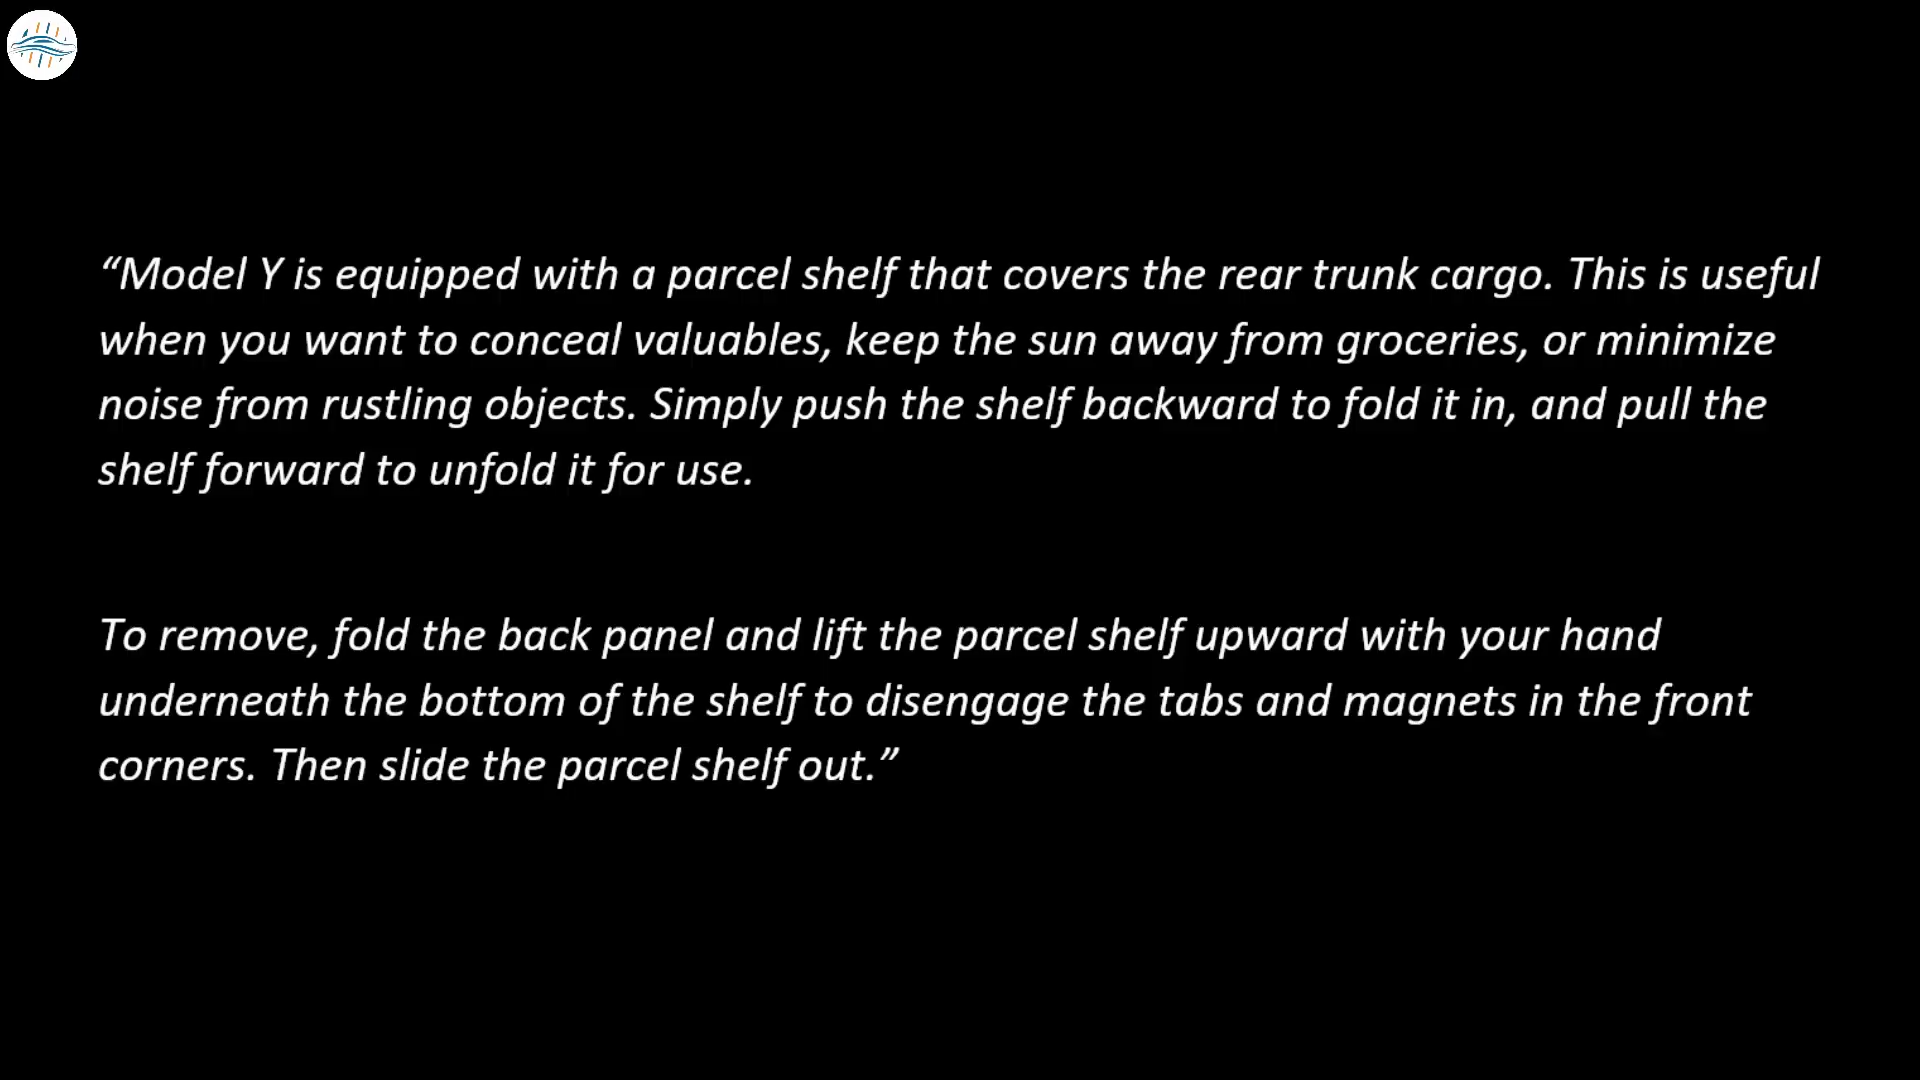 “Model Y is equipped with a parcel shelf that covers the rear trunk cargo. This is useful
when you want to conceal valuables, keep the sun away from groceries, or minimize
noise from rustling objects. Simply push the shelf backward to fold it in, and pull the
shelf forward to unfold it for use.
To remove, fold the back panel and lift the parcel shelf upward with your hand
underneath the bottom of the shelf to disengage the tabs and magnets in the front
corners. Then slide the parcel shelf out.”